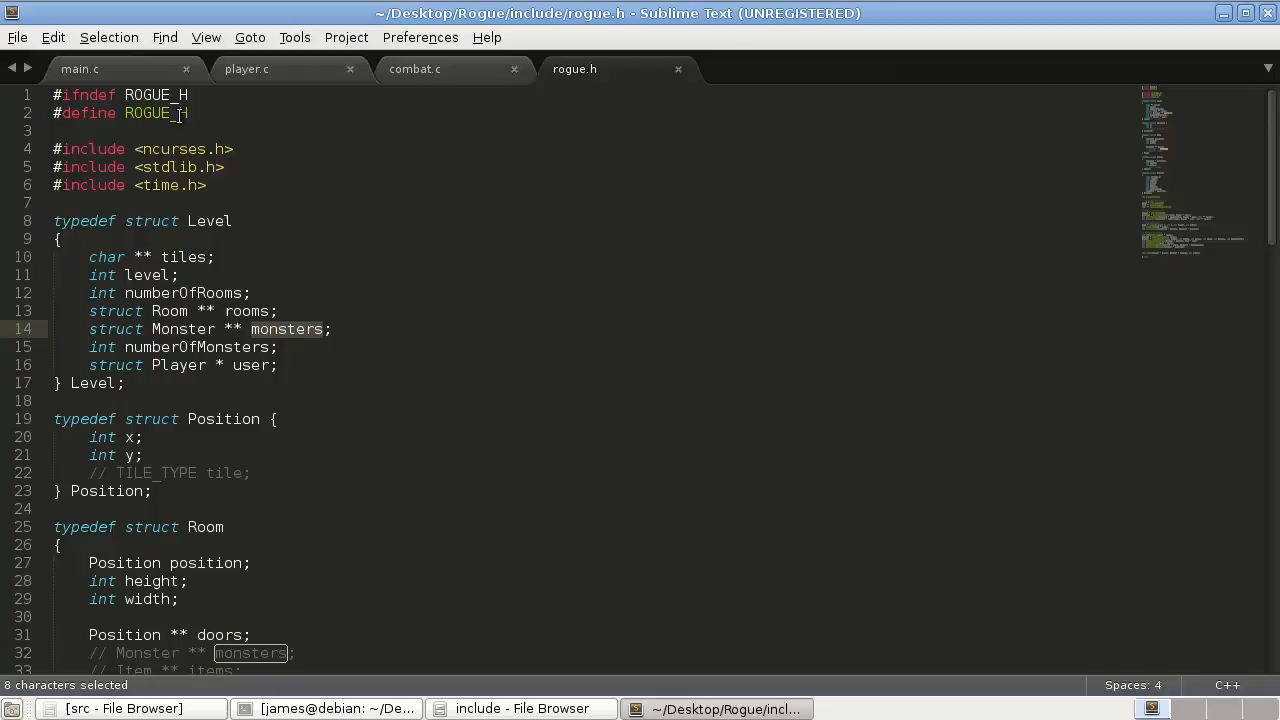 ~/Desktop/Rogue/include/rogue.h - Sublime Text (UNREGISTERED)
File Edit Selection Find View Goto Tools Project Preferences Help
main.c × player.c × combat.c × rogue.h ×
1 #ifndef ROGUE_H
2 #define ROGUE_H
3
4 #include <ncurses.h>
5 #include <stdlib.h>
6 #include <time.h>
7
8 typedef struct Level
9 {
10 char ** tiles;
11 int level;
12 int numberOfRooms;
13 struct Room ** rooms;
14 struct Monster ** monsters;
15 int numberOfMonsters;
16 struct Player * user;
17 } Level;
18
19 typedef struct Position {
20 int x;
21 int y;
22 // TILE_TYPE tile;
23 } Position;
24
25 typedef struct Room
26 {
27 Position position;
28 int height;
29 int width;
30
31 Position ** doors;
32 // Monster ** monsters;
33 // Item ** items;
8 characters selected Spaces: 4 C++
[src - File Browser] [james@debian: ~/De... include - File Browser ~/Desktop/Rogue/incl...